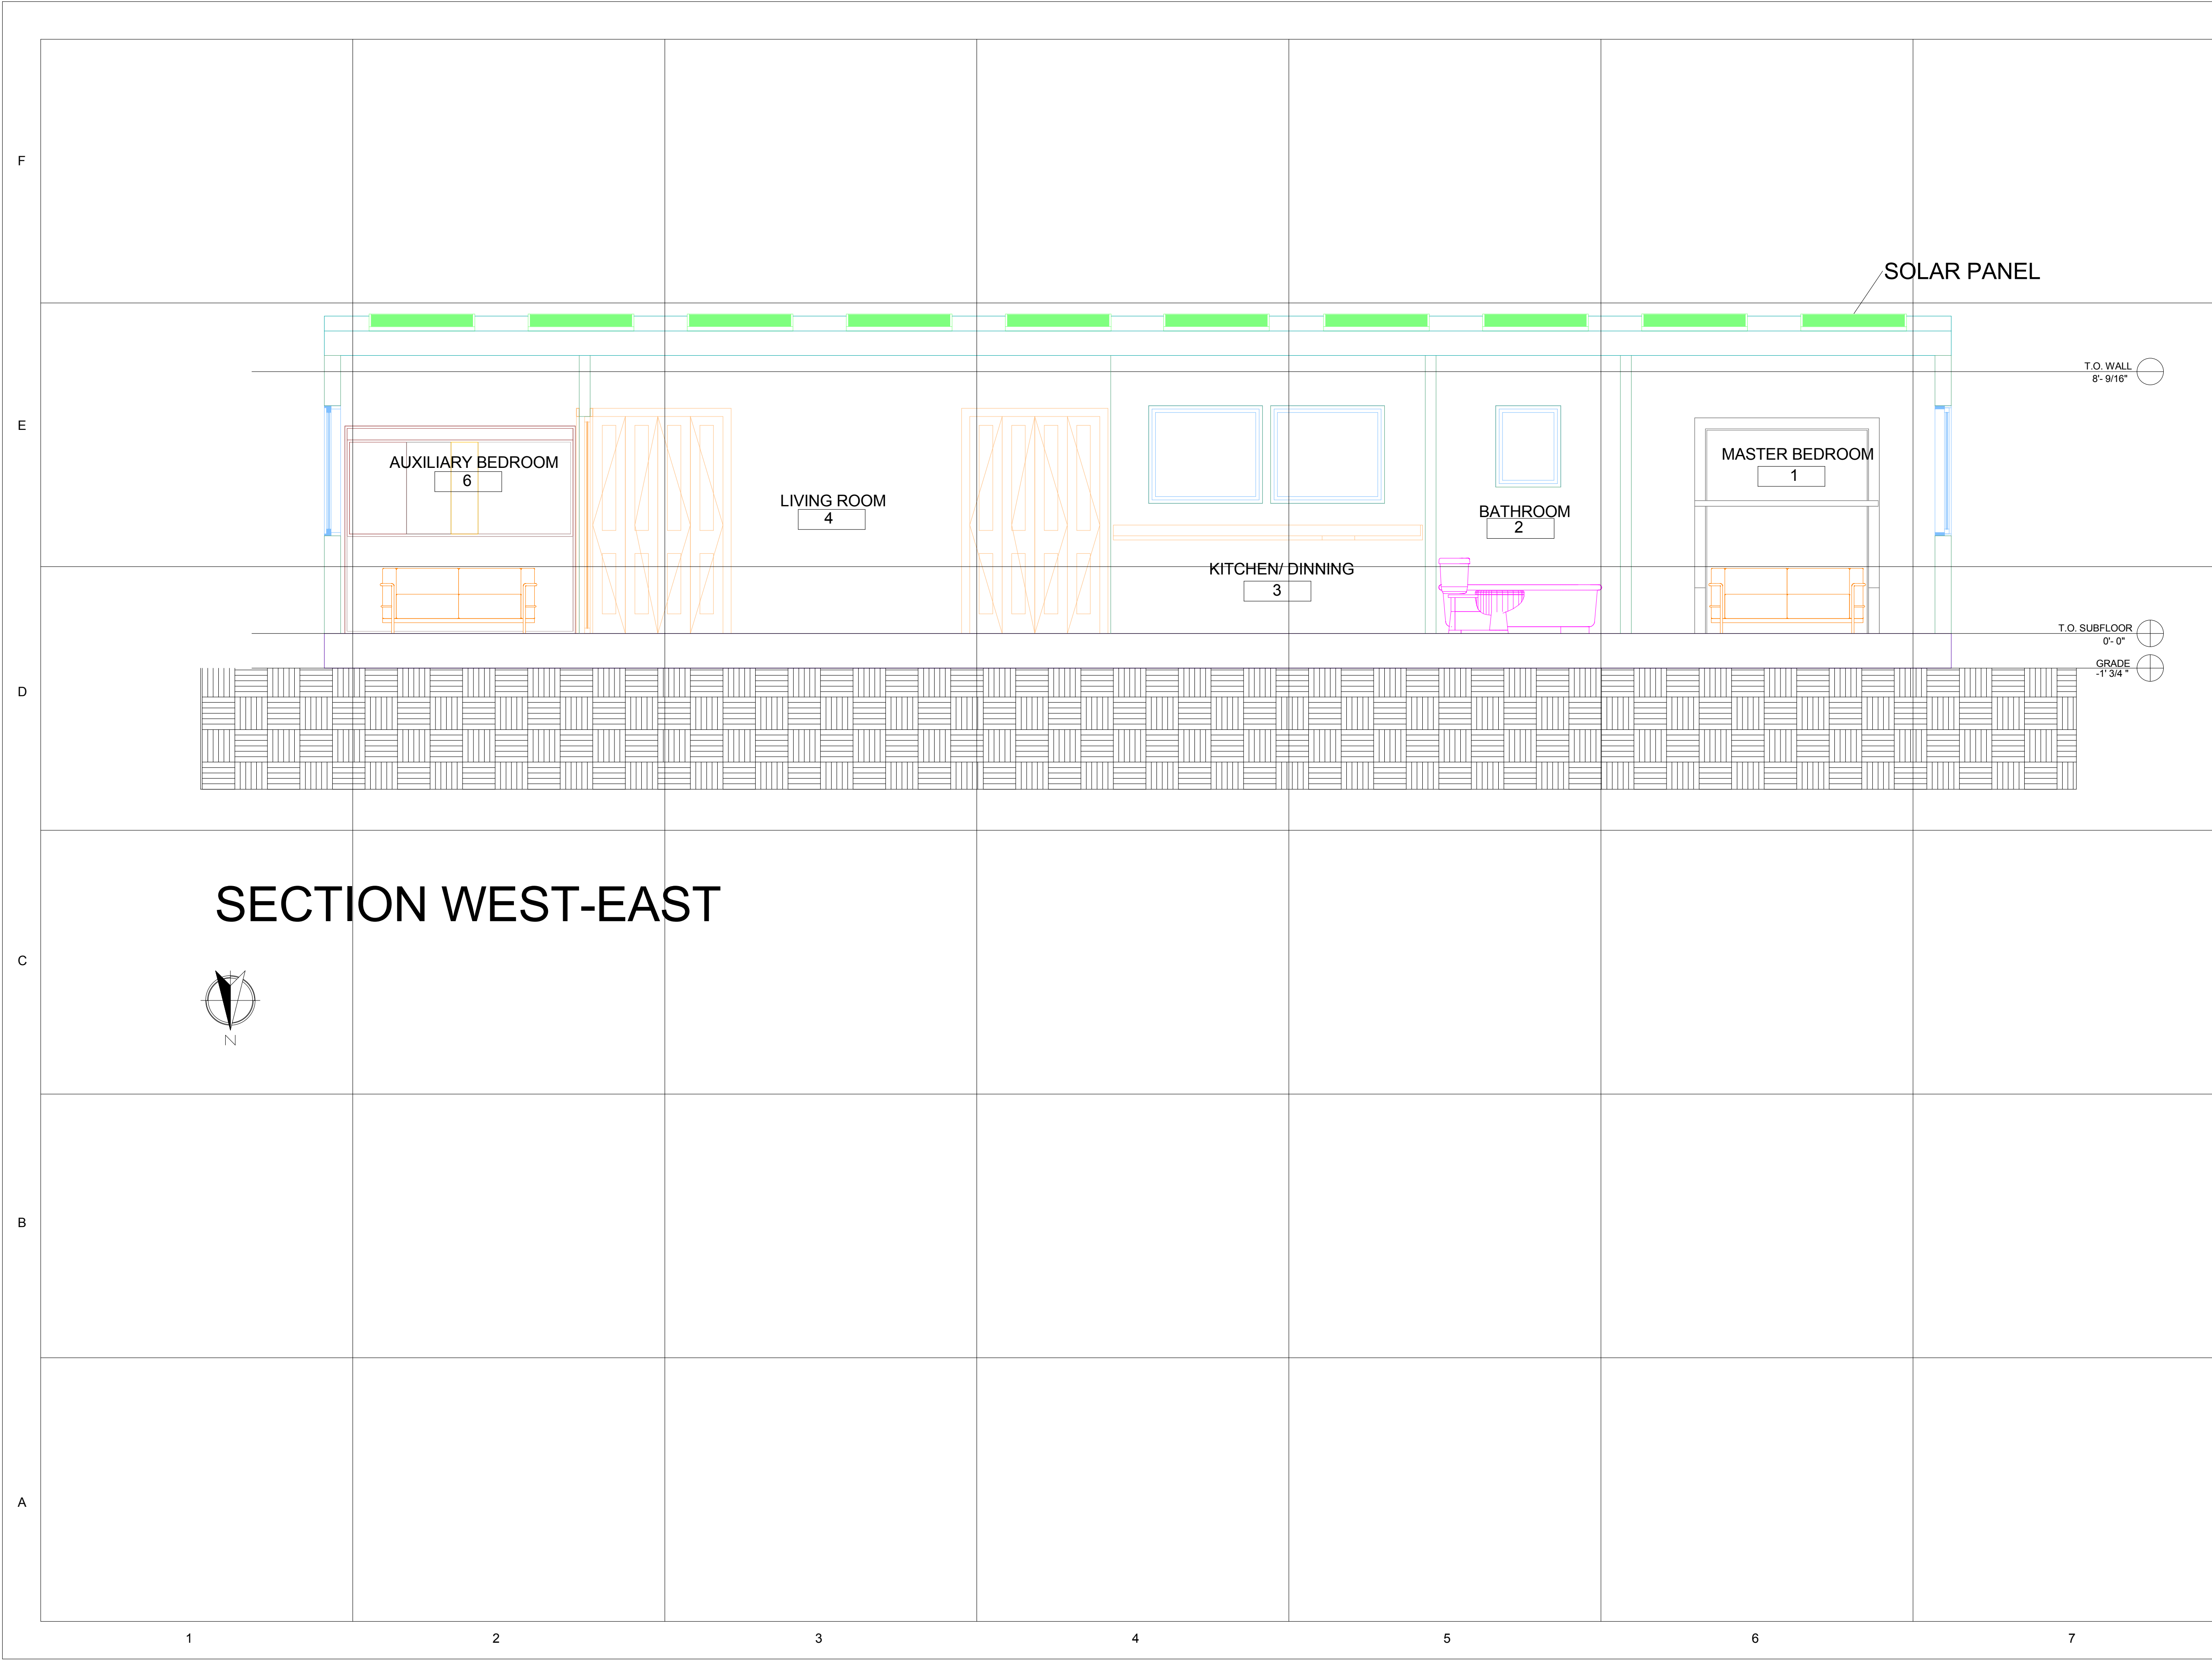 F
SOLAR PANEL
T.O. WALL
8'- 9/16"
E
AUXILIARY BEDROOM
6
MASTER BEDROOM
1
LIVING ROOM
4
BATHROOM
2
KITCHEN/ DINNING
3
T.O. SUBFLOOR
0'- 0"
GRADE
-1' 3/4 "
D
SECTION WEST-EAST
C
N
B
A
1 2 3 4 5 6 7